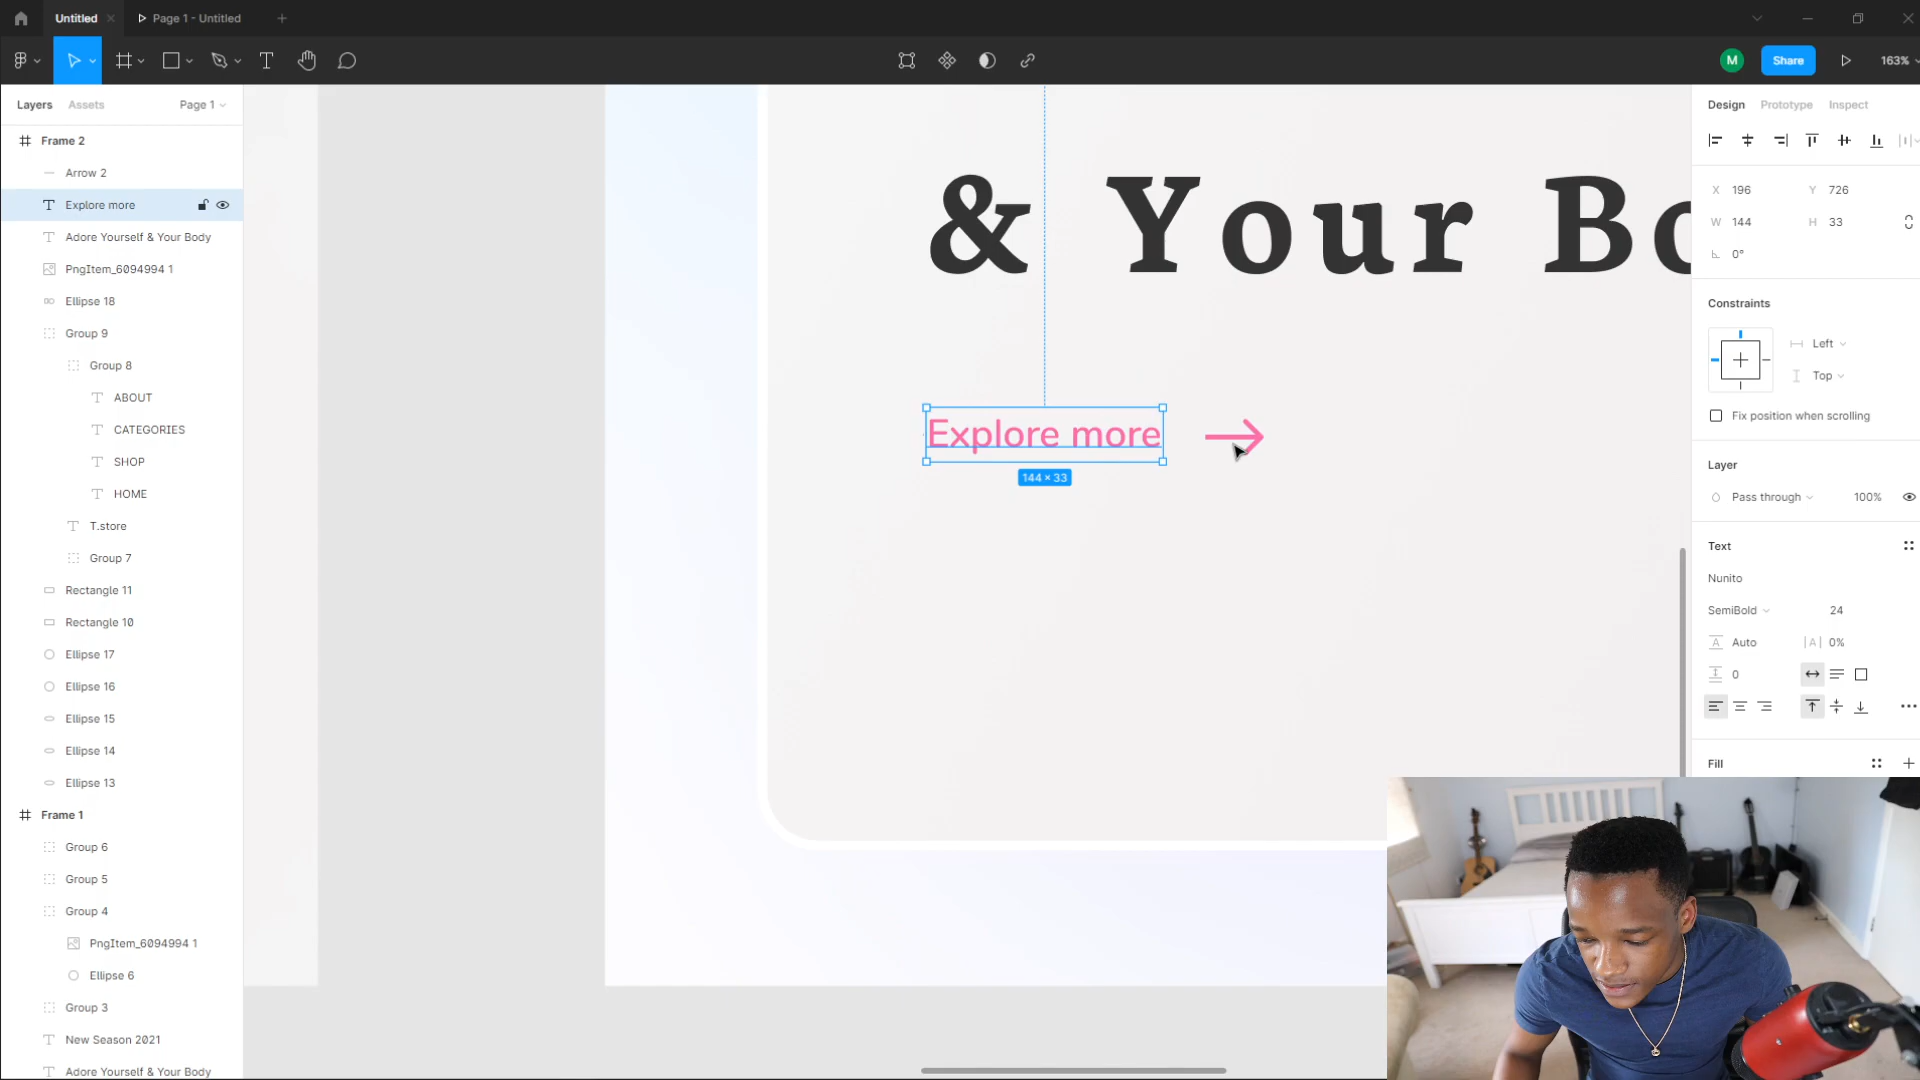 Untitled
Page 1 - Untitled
M
Share
163%
Layers
Assets
Page 1
Frame 2
Arrow 2
Explore more
Adore Yourself & Your Body
PngItem_6094994 1
Ellipse 18
Group 9
Group 8
ABOUT
CATEGORIES
SHOP
HOME
T.store
Group 7
Rectangle 11
Rectangle 10
Ellipse 17
Ellipse 16
Ellipse 15
Ellipse 14
Ellipse 13
Frame 1
Group 6
Group 5
Group 4
PngItem_6094994 1
Ellipse 6
Group 3
New Season 2021
Adore Yourself & Your Body
& Your Bo
Explore more
144 × 33
Design
Prototype
Inspect
X 196
Y 726
W 144
H 33
0°
Constraints
Left
Top
Fix position when scrolling
Layer
Pass through
100%
Text
Nunito
SemiBold
24
Auto
|A| 0%
0
Fill